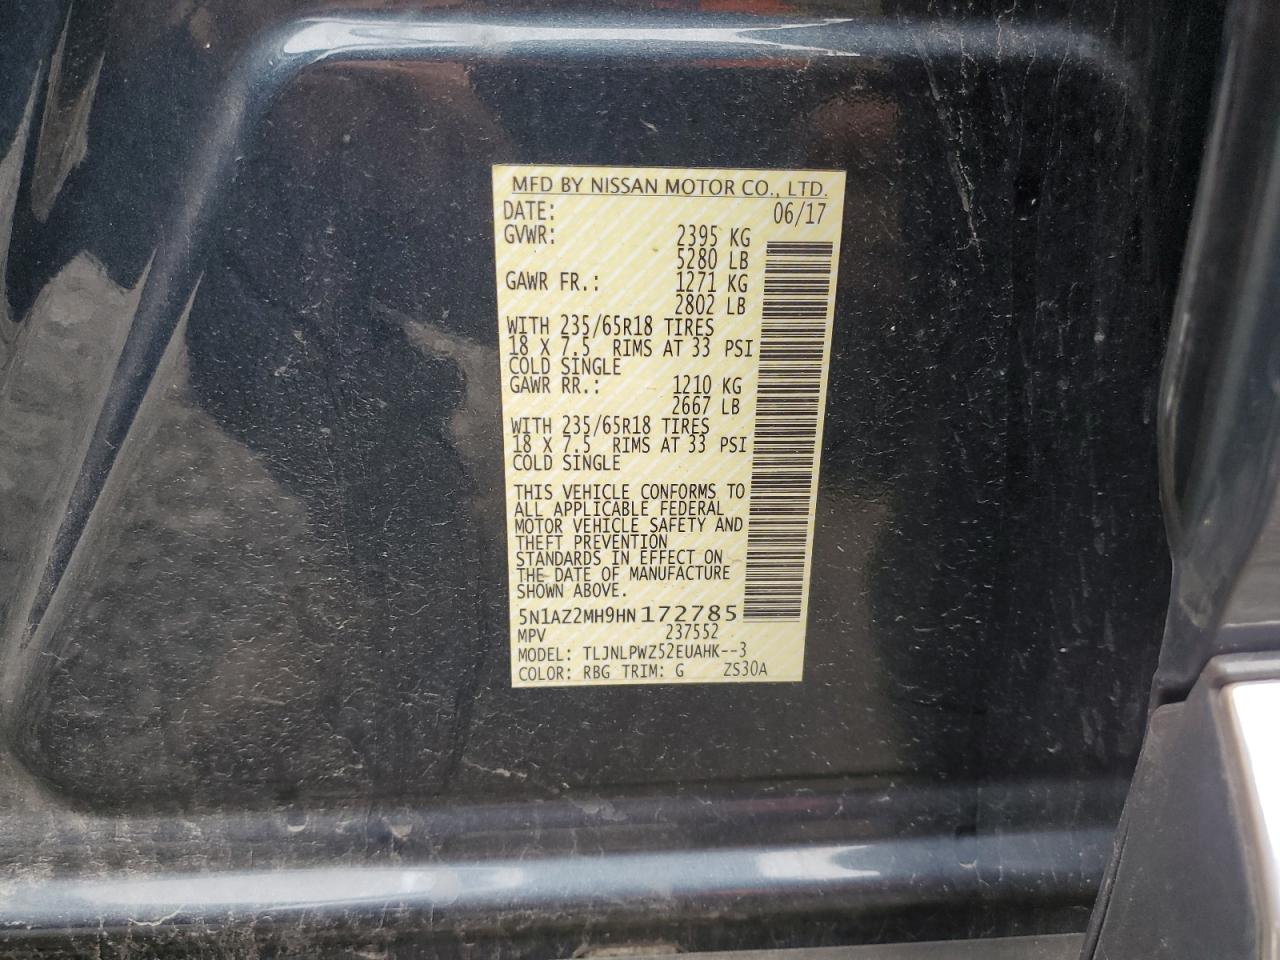 MFD BY NISSAN MOTOR CO., LTD.
DATE: 06/17
GVWR: 2395 KG
5280 LB
GAWR FR.: 1271 KG
2802 LB
WITH 235/65R18 TIRES
18 X 7.5 RIMS AT 33 PSI
COLD SINGLE
GAWR RR.: 1210 KG
2667 LB
WITH 235/65R18 TIRES
18 X 7.5 RIMS AT 33 PSI
COLD SINGLE
THIS VEHICLE CONFORMS TO
ALL APPLICABLE FEDERAL
MOTOR VEHICLE SAFETY AND
THEFT PREVENTION
STANDARDS IN EFFECT ON
THE DATE OF MANUFACTURE
SHOWN ABOVE.
5N1AZ2MH9HN172785
MPV 237552
MODEL: TLJNLPWZ52EUAHK--3
COLOR: RBG TRIM: G ZS30A